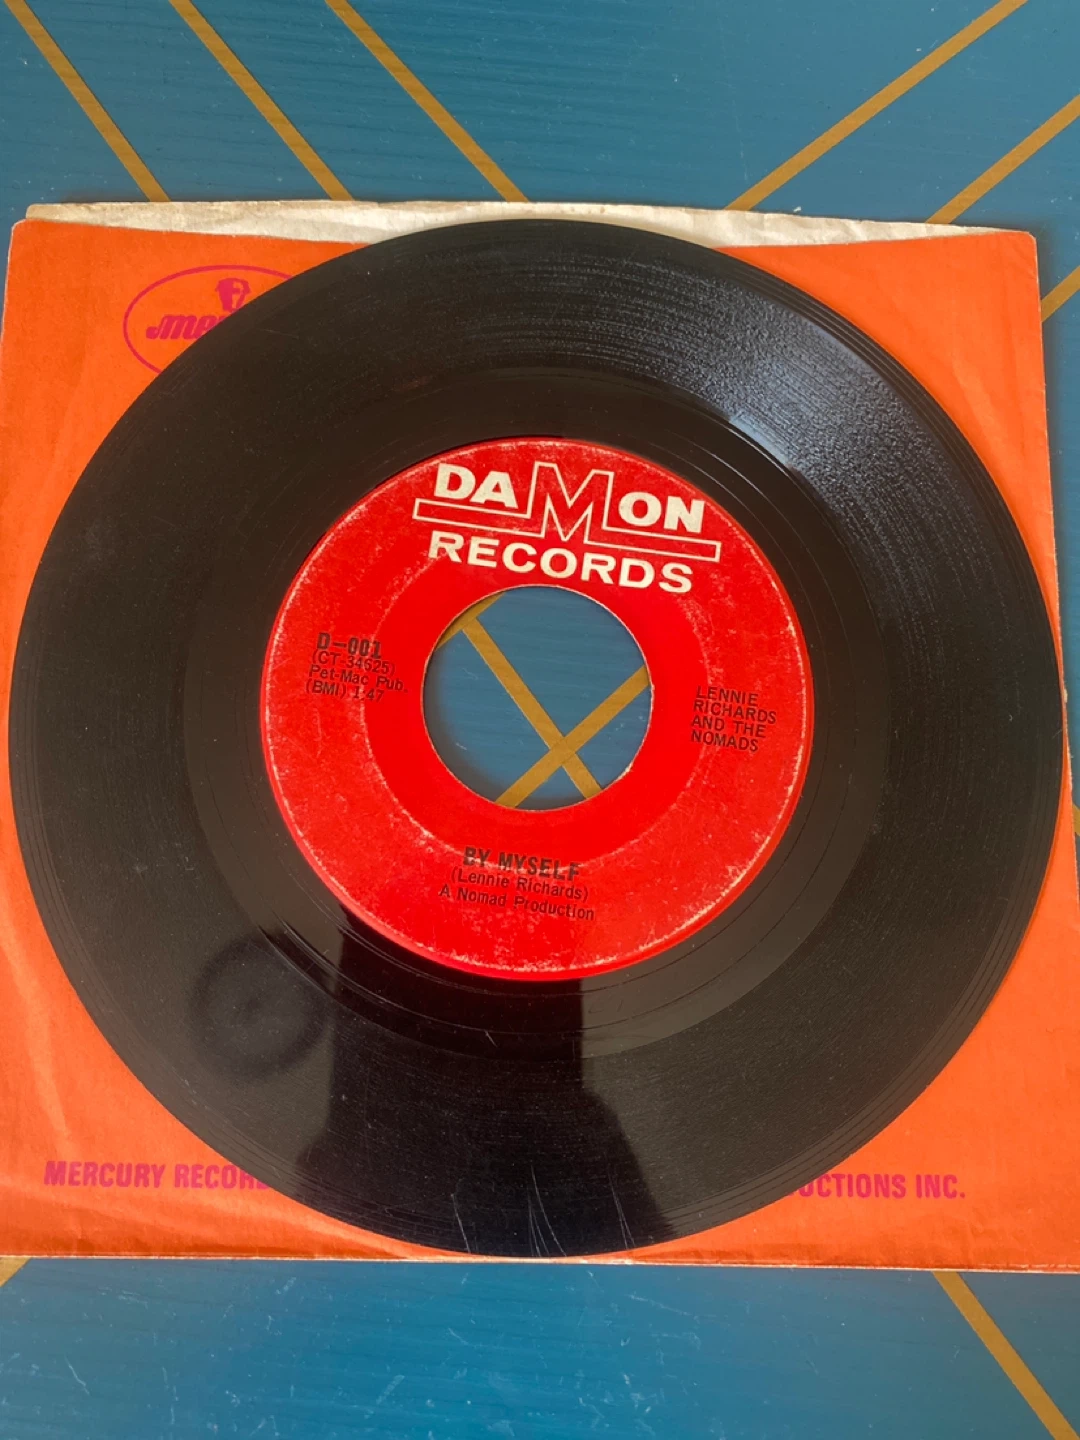 DAMON
RECORDS
D-001
(CT-34625)
Pet-Mac Pub.
(BMI) 1:47
LENNIE
RICHARDS
AND THE
NOMADS
BY MYSELF
(Lennie Richards)
A Nomad Production
MERCURY RECOR
UCTIONS INC.